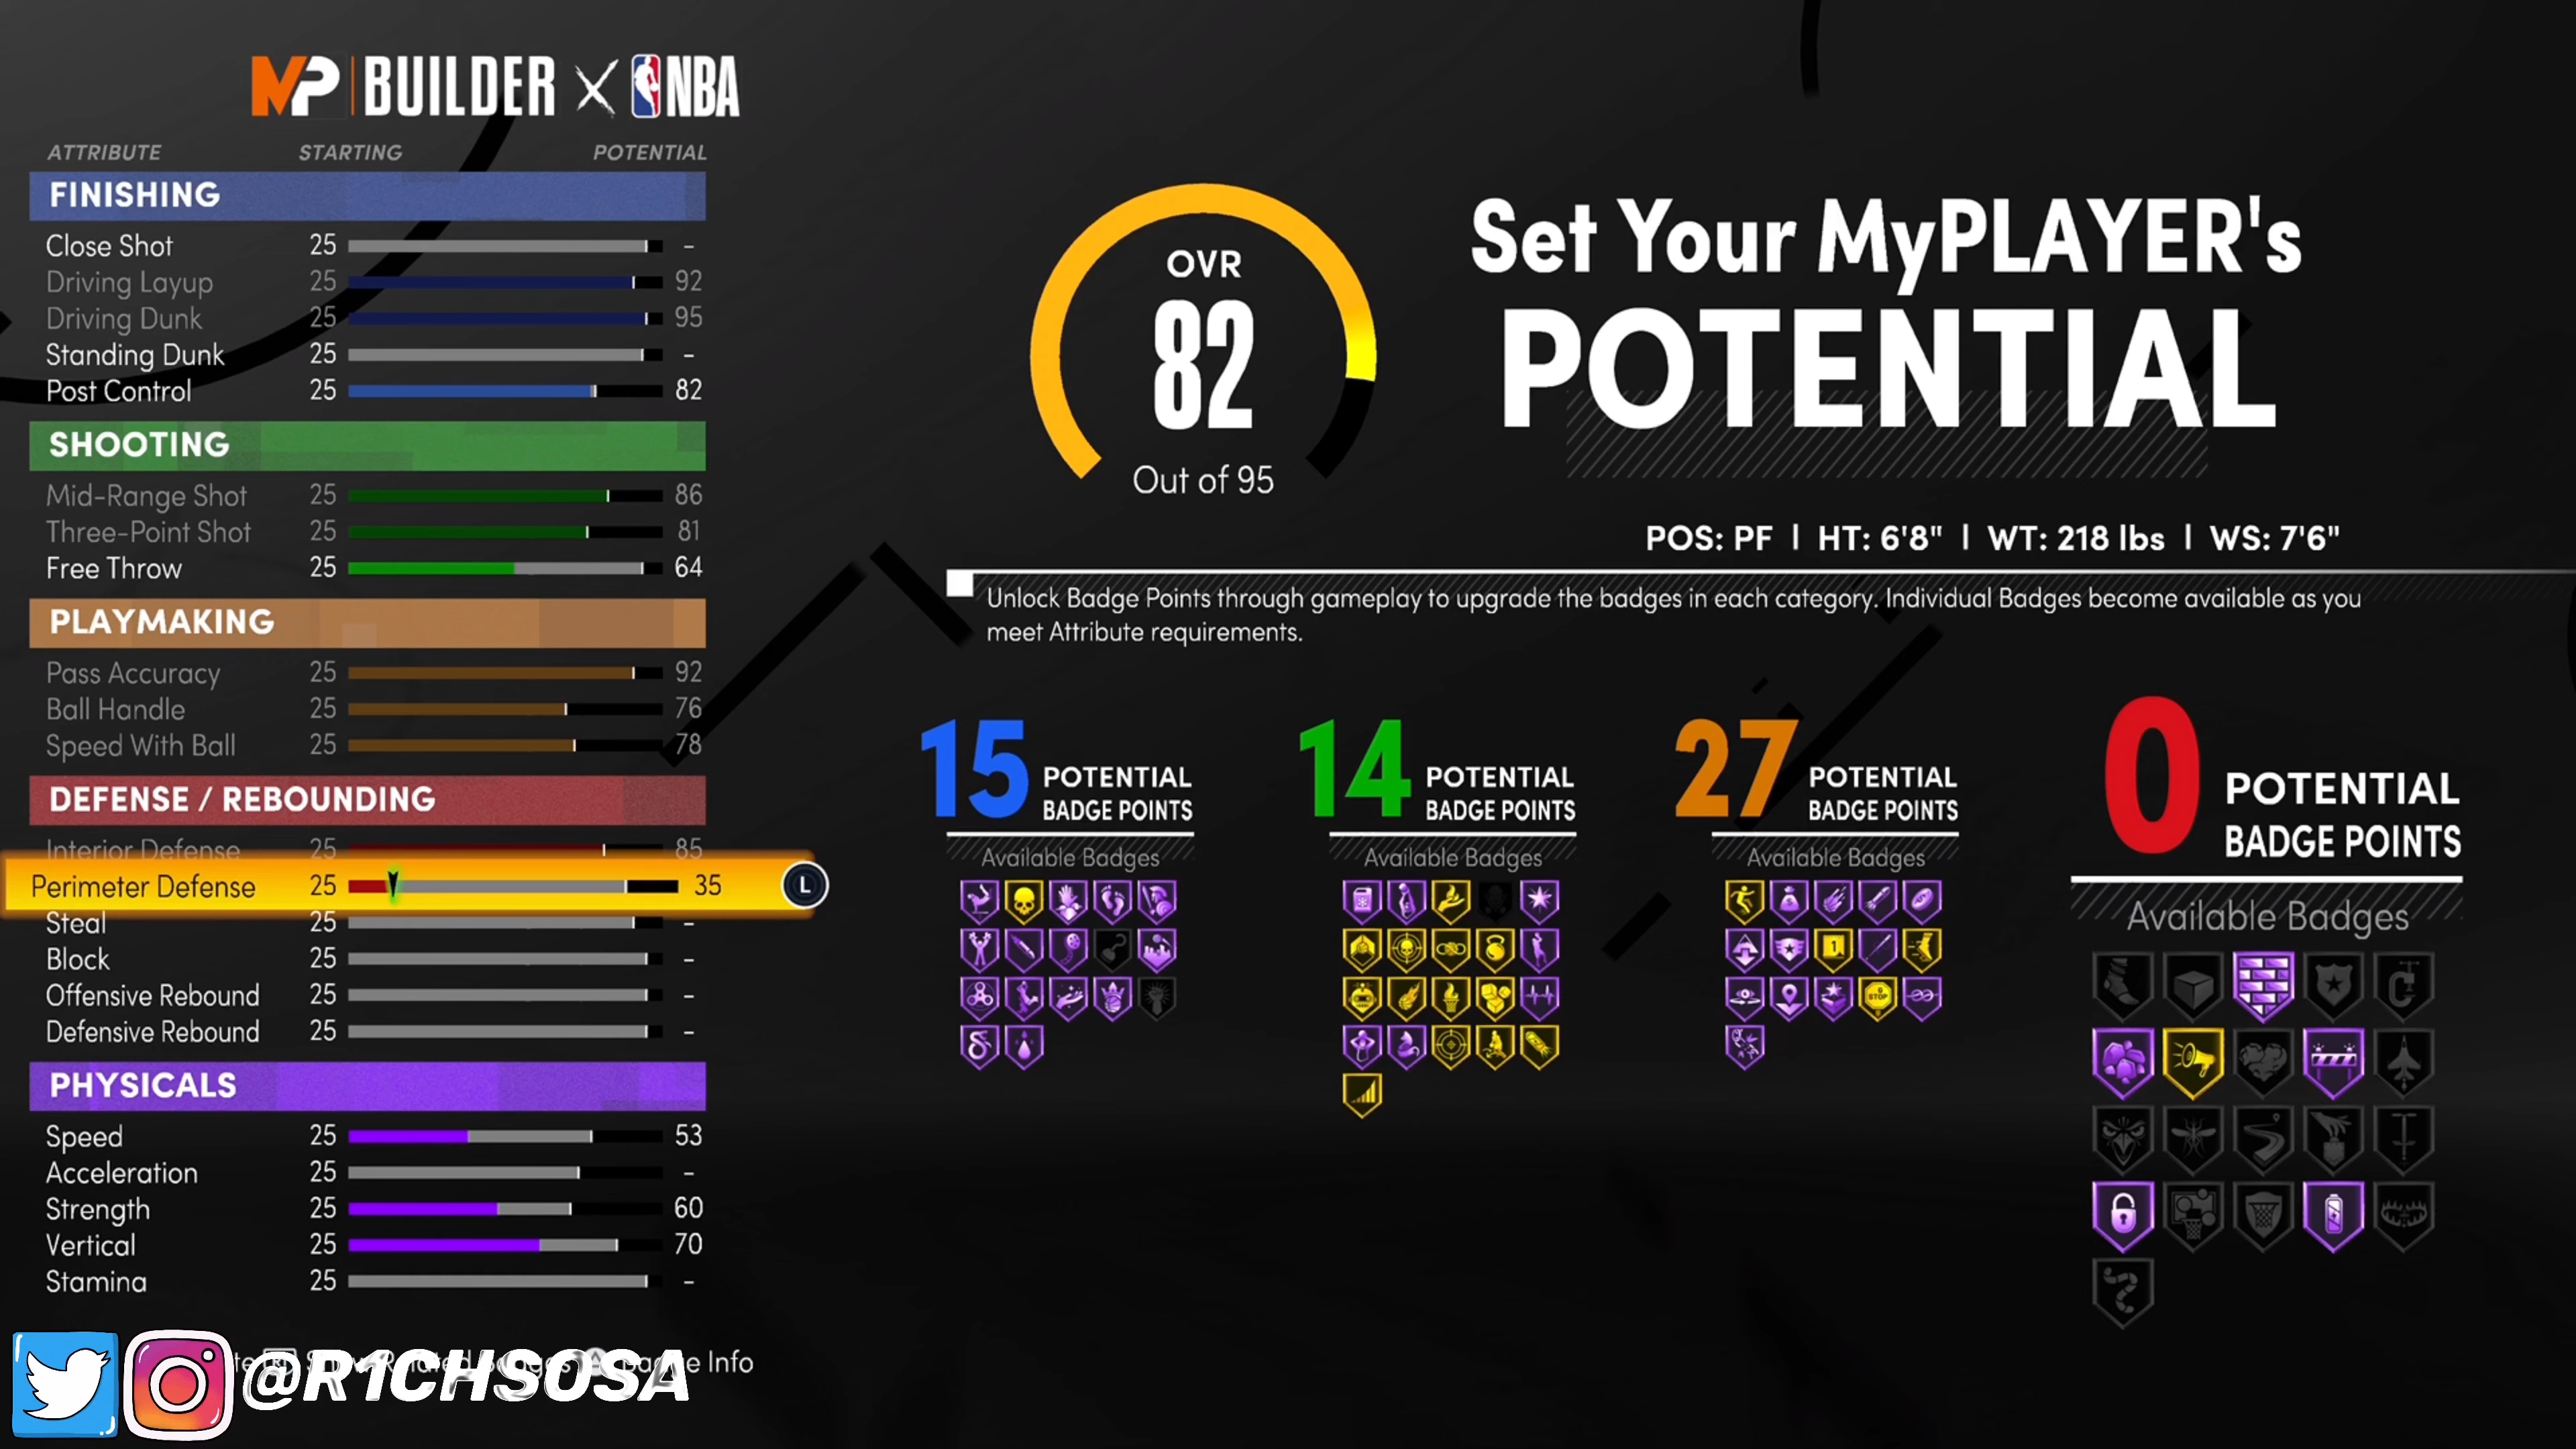 MP | BUILDER X NBA
ATTRIBUTE STARTING POTENTIAL
FINISHING
Close Shot 25 -
Driving Layup 25 92
Driving Dunk 25 95
Standing Dunk 25 -
Post Control 25 82
SHOOTING
Mid-Range Shot 25 86
Three-Point Shot 25 81
Free Throw 25 64
PLAYMAKING
Pass Accuracy 25 92
Ball Handle 25 76
Speed With Ball 25 78
DEFENSE / REBOUNDING
Interior Defense 25 85
Perimeter Defense 25 35 L
Steal 25 -
Block 25 -
Offensive Rebound 25 -
Defensive Rebound 25 -
PHYSICALS
Speed 25 53
Acceleration 25 -
Strength 25 60
Vertical 25 70
Stamina 25 -
Badge Info
@R1CHSOSA
OVR
82
Out of 95
Set Your MyPLAYER's
POTENTIAL
POS: PF | HT: 6'8" | WT: 218 lbs | WS: 7'6"
Unlock Badge Points through gameplay to upgrade the badges in each category. Individual Badges become available as you
meet Attribute requirements.
15 POTENTIAL
BADGE POINTS
Available Badges
14 POTENTIAL
BADGE POINTS
Available Badges
27 POTENTIAL
BADGE POINTS
Available Badges
0 POTENTIAL
BADGE POINTS
Available Badges